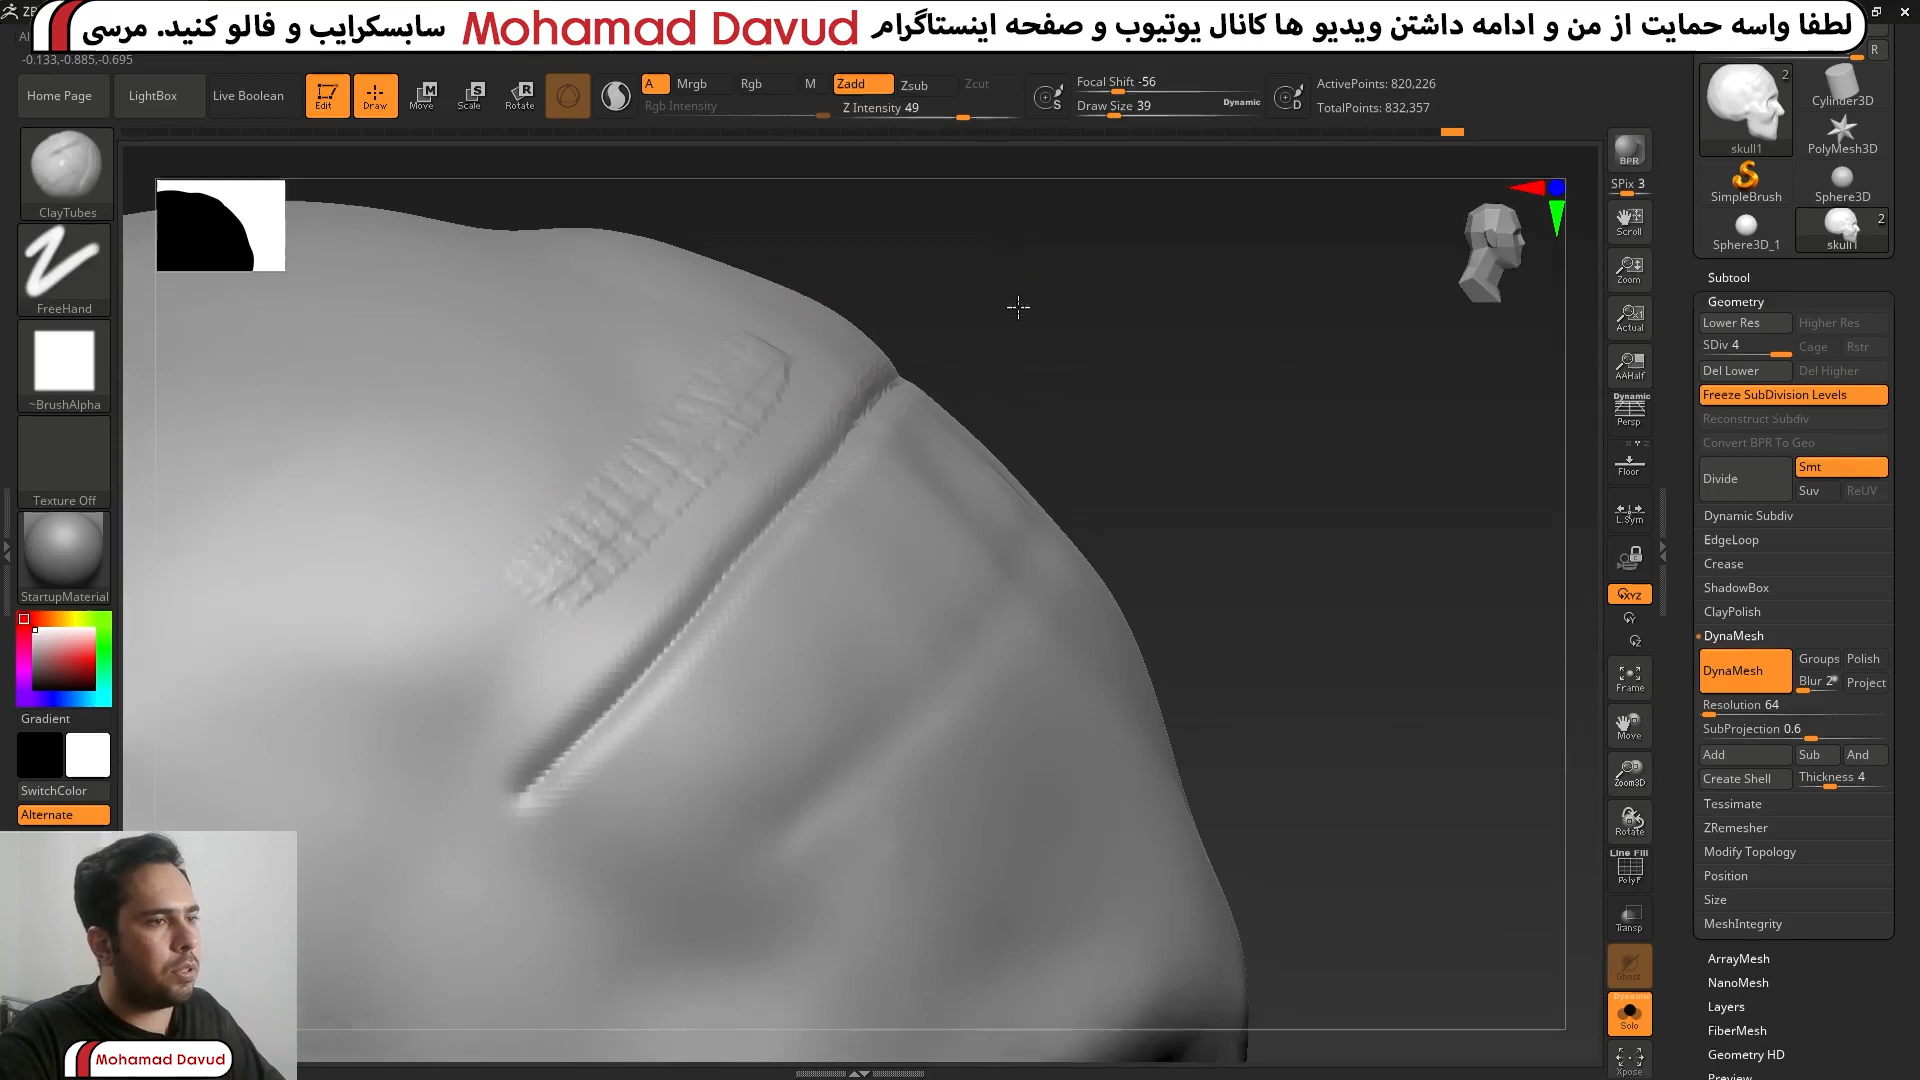 لطفا واسه حمایت از من و ادامه داشتن ویدیو ها کانال یوتیوب و صفحه اینستاگرام Mohamad Davud سابسکرایب و فالو کنید. مرسی
-0.133,-0.885,-0.695
R
Home Page
LightBox
Live Boolean
Edit
Draw
Move
Scale
Rotate
A
Mrgb
Rgb
M
Zadd
Zsub
Zcut
Rgb Intensity
Z Intensity 49
Focal Shift -56
Draw Size 39
Dynamic
S
D
ActivePoints: 820,226
TotalPoints: 832,357
ClayTubes
FreeHand
~BrushAlpha
Texture Off
StartupMaterial
Gradient
SwitchColor
Alternate
Mohamad Davud
BPR
SPix 3
Scroll
Zoom
Actual
AAHalf
Dynamic
Persp
Floor
L.Sym
XYZ
Y
Z
Frame
Move
Zoom3D
Rotate
Line Fill
PolyF
Transp
Ghost
Dynamic
Solo
Xpose
2
skull1
Cylinder3D
PolyMesh3D
SimpleBrush
Sphere3D
Sphere3D_1
2
skull1
Subtool
Geometry
Lower Res
Higher Res
SDiv 4
Cage
Rstr
Del Lower
Del Higher
Freeze SubDivision Levels
Reconstruct Subdiv
Convert BPR To Geo
Divide
Smt
Suv
ReUV
Dynamic Subdiv
EdgeLoop
Crease
ShadowBox
ClayPolish
DynaMesh
DynaMesh
Groups
Polish
Blur 2
Project
Resolution 64
SubProjection 0.6
Add
Sub
And
Create Shell
Thickness 4
Tessimate
ZRemesher
Modify Topology
Position
Size
MeshIntegrity
ArrayMesh
NanoMesh
Layers
FiberMesh
Geometry HD
Preview